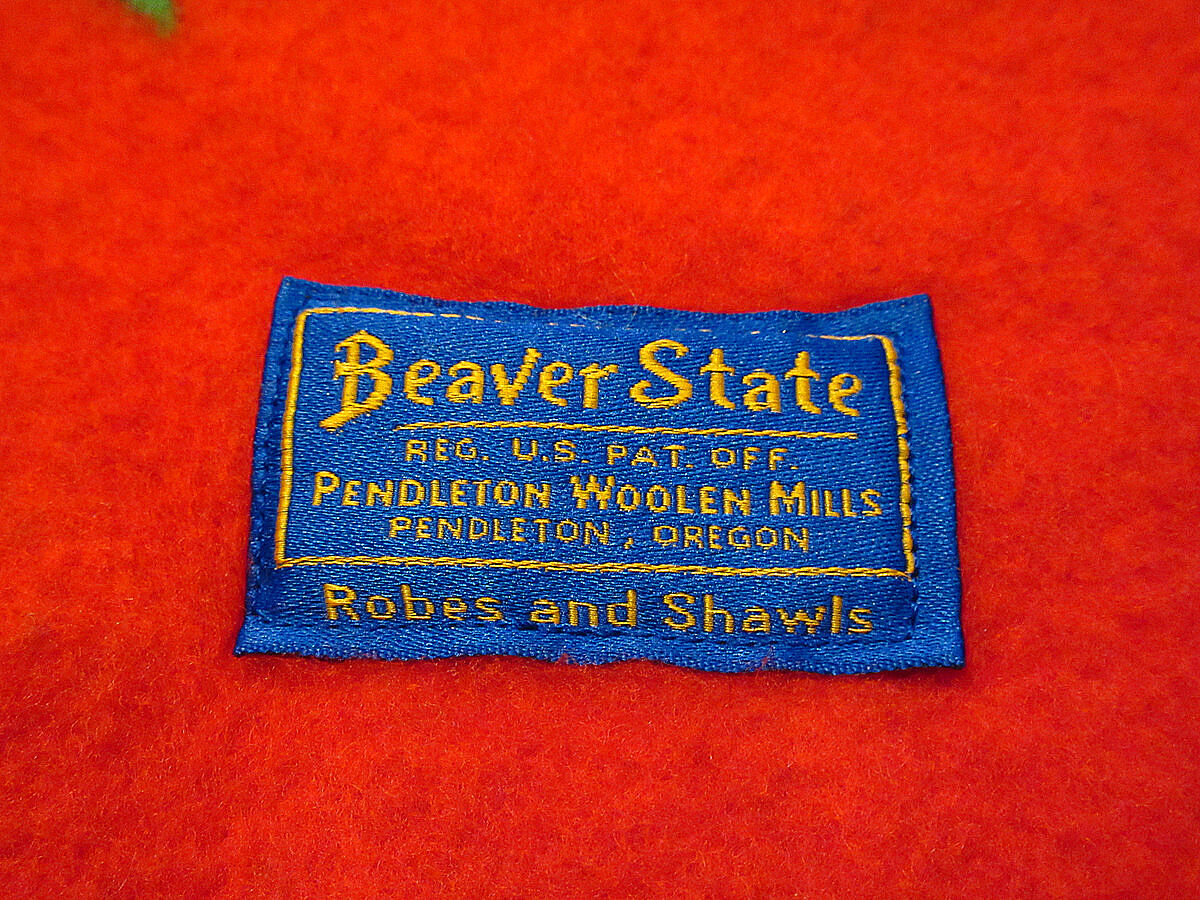 Beaver State
REG. U.S. PAT. OFF.
PENDLETON WOOLEN MILLS
PENDLETON, OREGON
Robes and Shawls